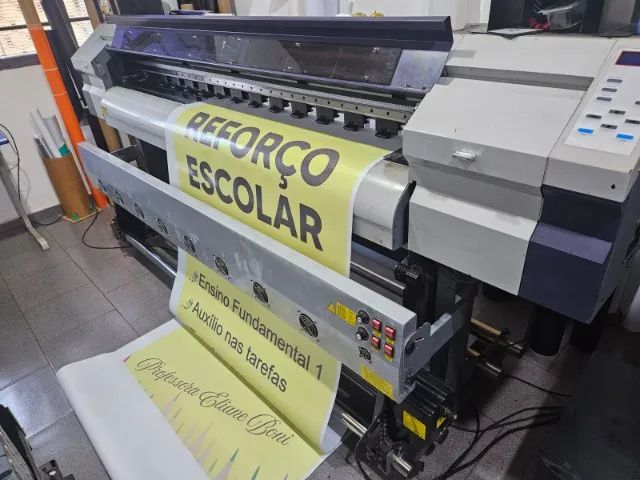 REFORÇO
ESCOLAR
Ensino Fundamental 1
Auxílio nas tarefas
Professora Eliane Boni